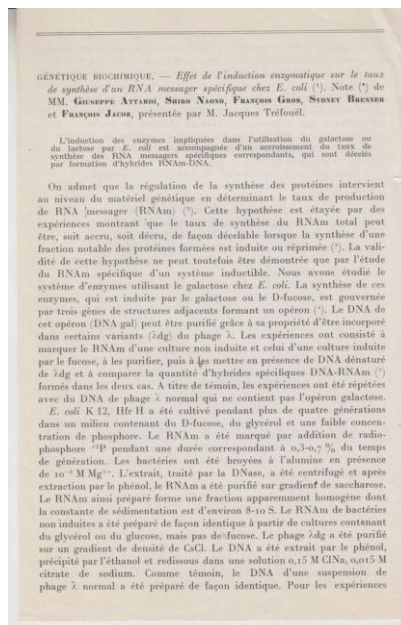 GÉNÉTIQUE BIOCHIMIQUE. — Effet de l'induction enzymatique sur le taux
de synthèse d'un RNA messager spécifique chez E. coli (¹). Note (*) de
MM. GIUSEPPE ATTARDI, SHIRO NAONO, FRANÇOIS GROS, SYDNEY BRENNER
et FRANÇOIS JACOB, présentée par M. Jacques Tréfouël.
L'induction des enzymes impliquées dans l'utilisation du galactose ou
du lactose par E. coli est accompagnée d'un accroissement du taux de
synthèse des RNA messagers spécifiques correspondants, qui sont décelés
par formation d'hybrides RNAm-DNA.
On admet que la régulation de la synthèse des protéines intervient
au niveau du matériel génétique en déterminant le taux de production
de RNA messager (RNAm) (²). Cette hypothèse est étayée par des
expériences montrant que le taux de synthèse du RNAm total peut
être, soit accru, soit décru, de façon décelable lorsque la synthèse d'une
fraction notable des protéines formées est induite ou réprimée (³). La vali-
dité de cette hypothèse ne peut toutefois être démontrée que par l'étude
du RNAm spécifique d'un système inductible. Nous avons étudié le
système d'enzymes utilisant le galactose chez E. coli. La synthèse de ces
enzymes, qui est induite par le galactose ou le D-fucose, est gouvernée
par trois gènes de structures adjacents formant un opéron (⁴). Le DNA de
cet opéron (DNA gal) peut être purifié grâce à sa propriété d'être incorporé
dans certains variants (λdg) du phage λ. Les expériences ont consisté à
marquer le RNAm d'une culture non induite et celui d'une culture induite
par le fucose, à les purifier, puis à les mettre en présence de DNA dénaturé
de λdg et à comparer la quantité d'hybrides spécifiques DNA-RNAm
formés dans les deux cas. A titre de témoin, les expériences ont été répétées
avec du DNA de phage λ normal qui ne contient pas l'opéron galactose.
E. coli K 12, Hfr H a été cultivé pendant plus de quatre générations
dans un milieu contenant du D-fucose, du glycérol et une faible concen-
tration de phosphore. Le RNAm a été marqué par addition de radio-
phosphore ³²P pendant une durée correspondant à 0,3-0,7 % du temps
de génération. Les bactéries ont été broyées à l'alumine en présence
de M Mg⁺⁺. L'extrait, traité par la DNase, a été centrifugé et après
extraction par le phénol, le RNAm a été purifié sur gradient de saccharose.
Le RNAm ainsi préparé forme une fraction apparemment homogène dont
la constante de sédimentation est d'environ 8-10 S. Le RNAm de bactéries
non induites a été préparé de façon identique à partir de cultures contenant
du glycérol ou du glucose, mais pas de fucose. Le phage λdg a été purifié
sur un gradient de densité de CsCl. Le DNA a été extrait par le phénol,
précipité par l'éthanol et redissous dans une solution 0,15 M ClNa, 0,015 M
citrate de sodium. Comme témoin, le DNA d'une suspension de
phage λ normal a été préparé de façon identique. Pour les expériences